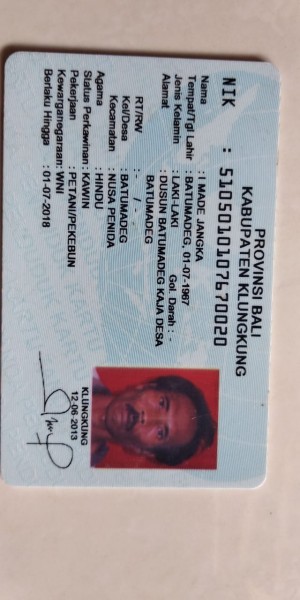 PROVINSI BALI
KABUPATEN KLUNGKUNG
NIK : 5105010107670020
Nama : I MADE JANGKA
Tempat/Tgl Lahir : BATUMADEG, 01-07-1967
Jenis Kelamin : LAKI-LAKI Gol. Darah : -
Alamat : DUSUN BATUMADEG KAJA DESA
BATUMADEG
RT/RW : - / -
Kel/Desa : BATUMADEG
Kecamatan : NUSA PENIDA
Agama : HINDU
Status Perkawinan : KAWIN
Pekerjaan : PETANI/PEKEBUN
Kewarganegaraan : WNI
Berlaku Hingga : 01-07-2018
KLUNGKUNG
12-06-2013